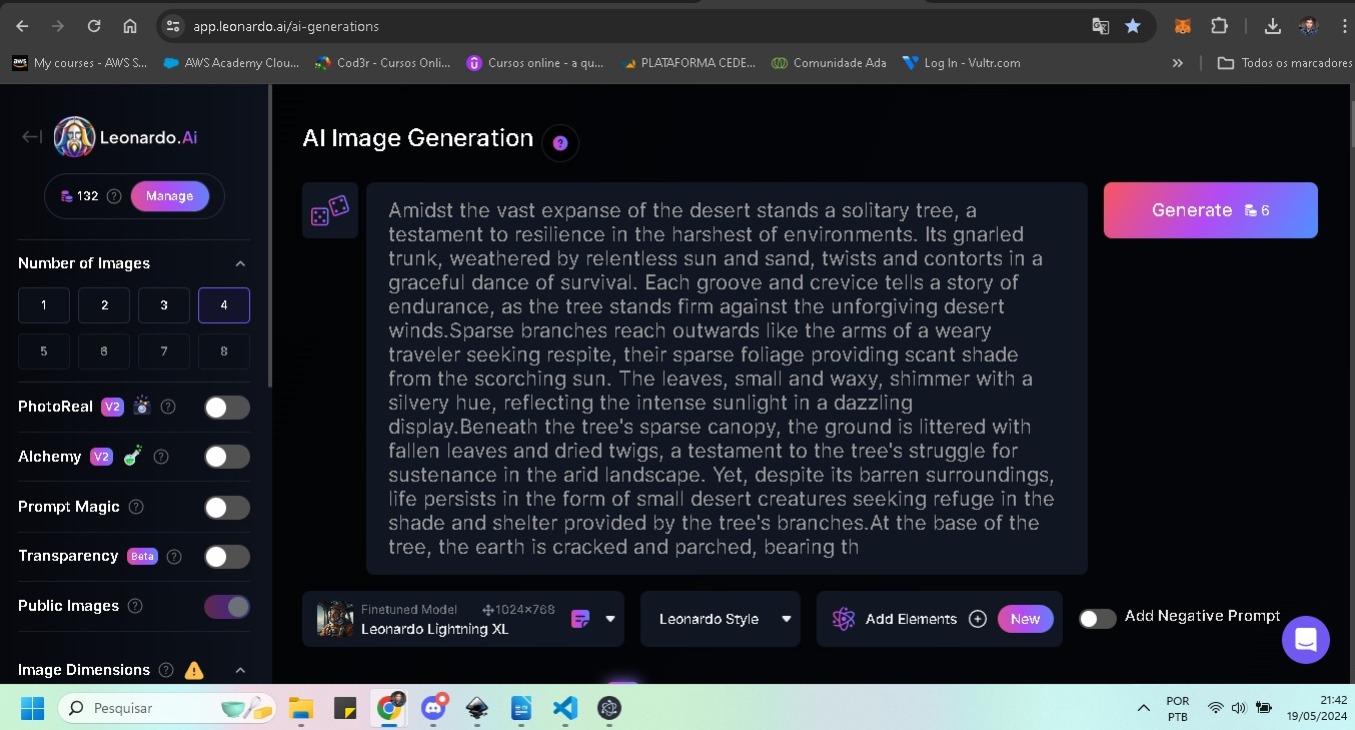 app.leonardo.ai/ai-generations
My courses - AWS S...
AWS Academy Clou...
Cod3r - Cursos Onli...
Cursos online - a qu...
PLATAFORMA CEDE...
Comunidade Ada
Log In - Vultr.com
Todos os marcadores
Leonardo.Ai
132
Manage
Number of Images
1 2 3 4
5 6 7 8
PhotoReal V2
Alchemy V2
Prompt Magic
Transparency Beta
Public Images
Image Dimensions
AI Image Generation
Amidst the vast expanse of the desert stands a solitary tree, a
testament to resilience in the harshest of environments. Its gnarled
trunk, weathered by relentless sun and sand, twists and contorts in a
graceful dance of survival. Each groove and crevice tells a story of
endurance, as the tree stands firm against the unforgiving desert
winds.Sparse branches reach outwards like the arms of a weary
traveler seeking respite, their sparse foliage providing scant shade
from the scorching sun. The leaves, small and waxy, shimmer with a
silvery hue, reflecting the intense sunlight in a dazzling
display.Beneath the tree's sparse canopy, the ground is littered with
fallen leaves and dried twigs, a testament to the tree's struggle for
sustenance in the arid landscape. Yet, despite its barren surroundings,
life persists in the form of small desert creatures seeking refuge in the
shade and shelter provided by the tree's branches.At the base of the
tree, the earth is cracked and parched, bearing th
Generate 6
Finetuned Model 1024×768
Leonardo Lightning XL
Leonardo Style
Add Elements
New
Add Negative Prompt
Pesquisar
POR
PTB
21:42
19/05/2024